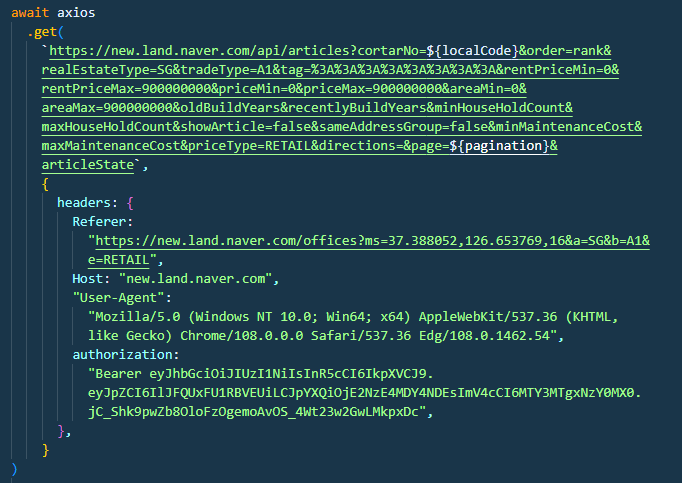 await axios
.get(
`https://new.land.naver.com/api/articles?cortarNo=${localCode}&order=rank&
realEstateType=SG&tradeType=A1&tag=%3A%3A%3A%3A%3A%3A%3A%3A&rentPriceMin=0&
rentPriceMax=900000000&priceMin=0&priceMax=900000000&areaMin=0&
areaMax=900000000&oldBuildYears&recentlyBuildYears&minHouseHoldCount&
maxHouseHoldCount&showArticle=false&sameAddressGroup=false&minMaintenanceCost&
maxMaintenanceCost&priceType=RETAIL&directions=&page=${pagination}&
articleState`,
{
headers: {
Referer:
"https://new.land.naver.com/offices?ms=37.388052,126.653769,16&a=SG&b=A1&
e=RETAIL",
Host: "new.land.naver.com",
"User-Agent":
"Mozilla/5.0 (Windows NT 10.0; Win64; x64) AppleWebKit/537.36 (KHTML,
like Gecko) Chrome/108.0.0.0 Safari/537.36 Edg/108.0.1462.54",
authorization:
"Bearer eyJhbGciOiJIUzI1NiIsInR5cCI6IkpXVCJ9.
eyJpZCI6IlJFQUxFU1RBVEUiLCJpYXQiOjE2NzE4MDY4NDEsImV4cCI6MTY3MTgxNzY0MX0.
jC_Shk9pwZb8OloFzOgemoAvOS_4Wt23w2GwLMkpxDc",
},
}
)